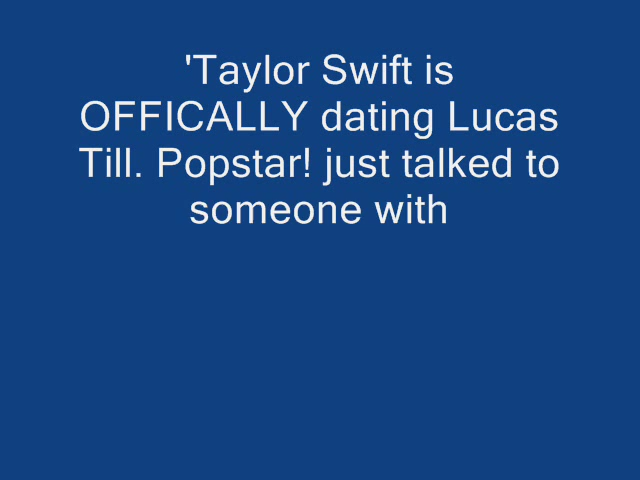 'Taylor Swift is
OFFICALLY dating Lucas
Till. Popstar! just talked to
someone with